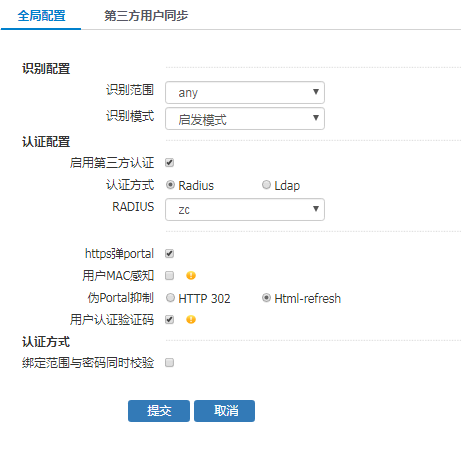 全局配置 第三方用户同步
识别配置
识别范围 any
识别模式 启发模式
认证配置
启用第三方认证
认证方式 Radius Ldap
RADIUS zc
https弹portal
用户MAC感知
伪Portal抑制 HTTP 302 Html-refresh
用户认证验证码
认证方式
绑定范围与密码同时校验
提交 取消